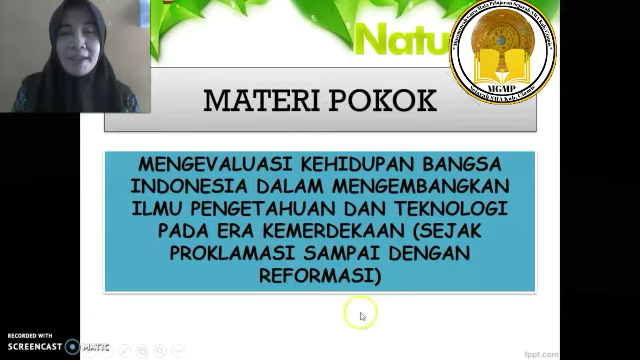 Natu
MGMP
MATERI POKOK
MENGEVALUASI KEHIDUPAN BANGSA
INDONESIA DALAM MENGEMBANGKAN
ILMU PENGETAHUAN DAN TEKNOLOGI
PADA ERA KEMERDEKAAN (SEJAK
PROKLAMASI SAMPAI DENGAN
REFORMASI)
RECORDED WITH
SCREENCAST MATIC
fppt.com